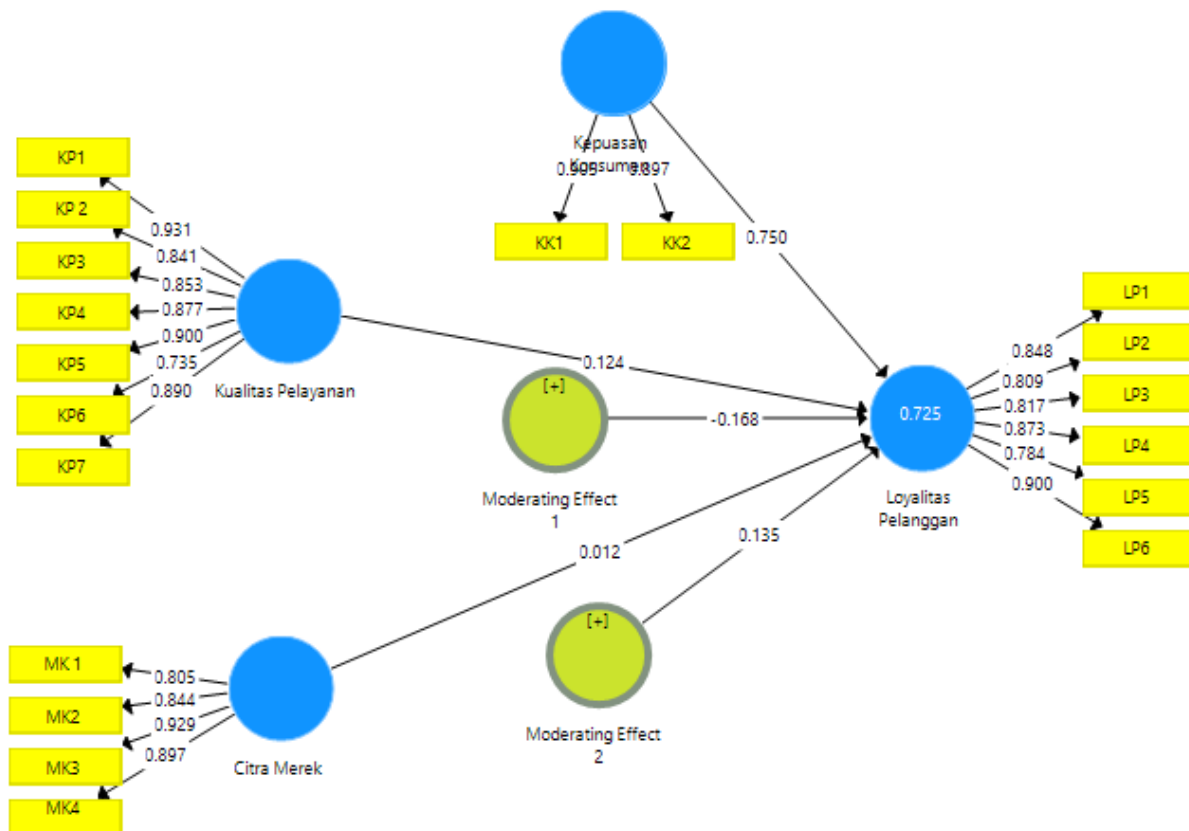 Kepuasan
Konsumen
0.905
0.897
KK1
KK2
0.750
KP1
KP 2
KP3
KP4
KP5
KP6
KP7
0.931
0.841
0.853
0.877
0.900
0.735
0.890
Kualitas Pelayanan
0.124
[+]
Moderating Effect
1
-0.168
0.725
Loyalitas
Pelanggan
0.848
0.809
0.817
0.873
0.784
0.900
LP1
LP2
LP3
LP4
LP5
LP6
0.012
0.135
[+]
Moderating Effect
2
MK 1
MK2
MK3
MK4
0.805
0.844
0.929
0.897
Citra Merek